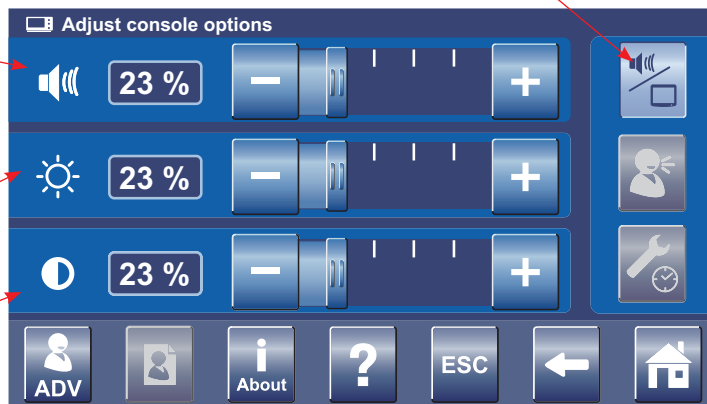 Adjust console options
23 %
23 %
23 %
ADV
i
About
?
ESC